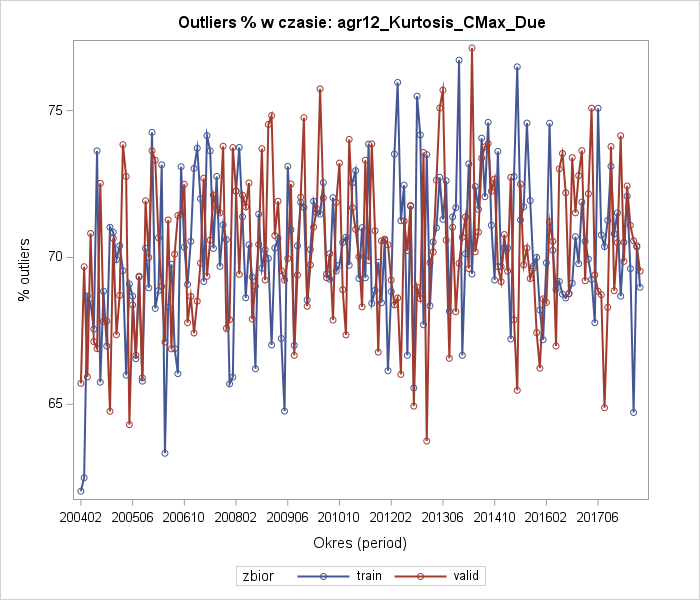 Outliers % w czasie: agr12_Kurtosis_CMax_Due
% outliers
75
70
65
200402 200506 200610 200802 200906 201010 201202 201306 201410 201602 201706
Okres (period)
zbior train valid